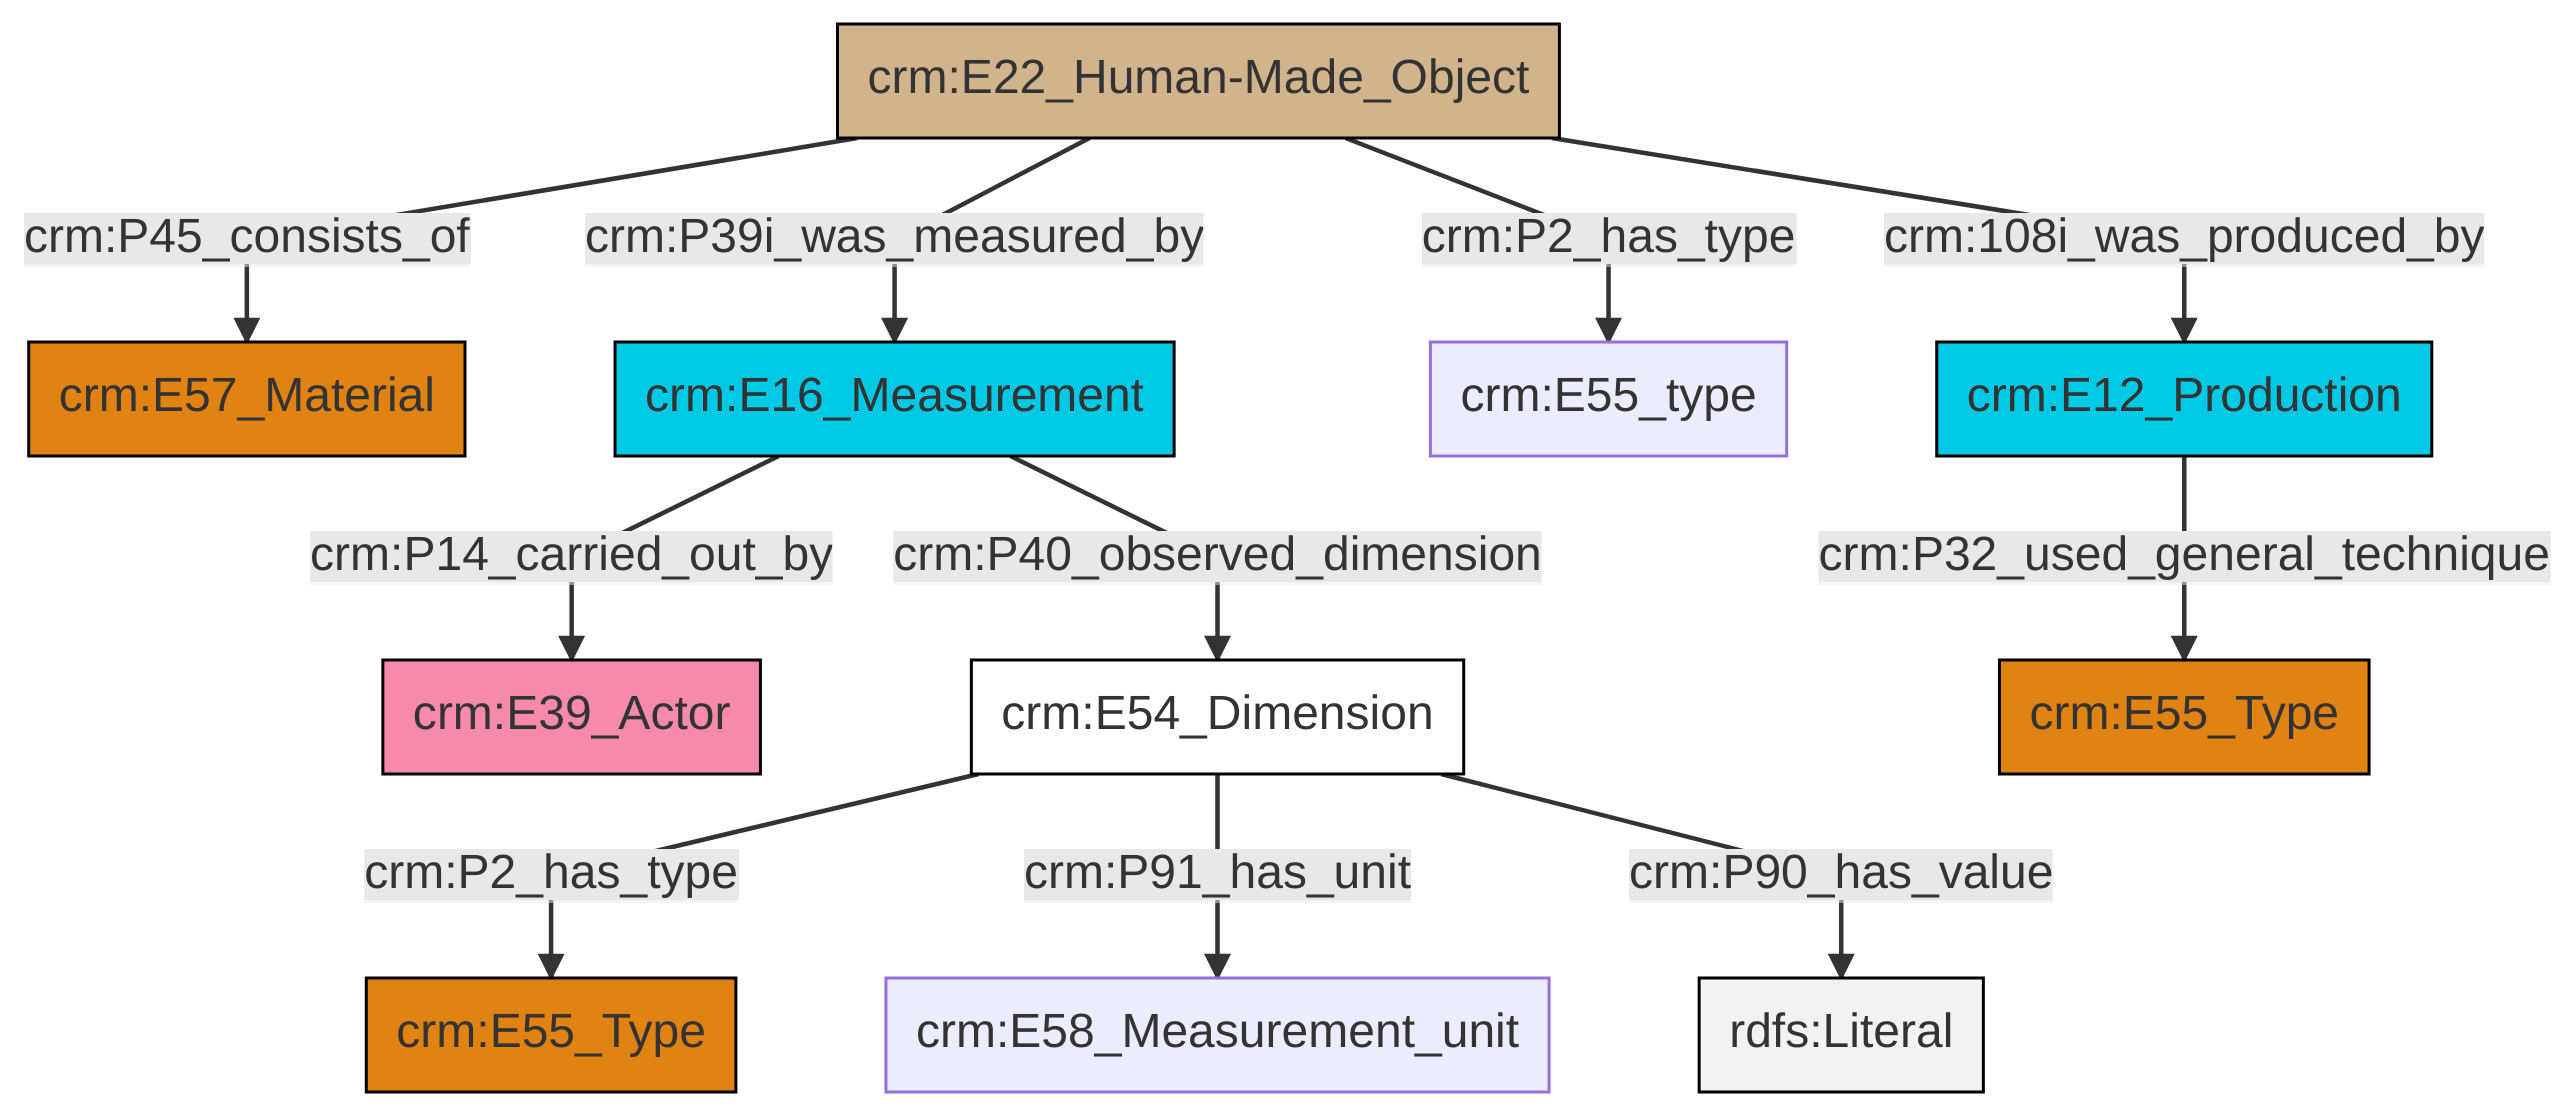 crm:E22_Human-Made_Object
crm:P45_consists_of
crm:P39i_was_measured_by
crm:P2_has_type
crm:108i_was_produced_by
crm:E57_Material
crm:E16_Measurement
crm:E55_type
crm:E12_Production
crm:P14_carried_out_by
crm:P40_observed_dimension
crm:P32_used_general_technique
crm:E39_Actor
crm:E54_Dimension
crm:E55_Type
crm:P2_has_type
crm:P91_has_unit
crm:P90_has_value
crm:E55_Type
crm:E58_Measurement_unit
rdfs:Literal